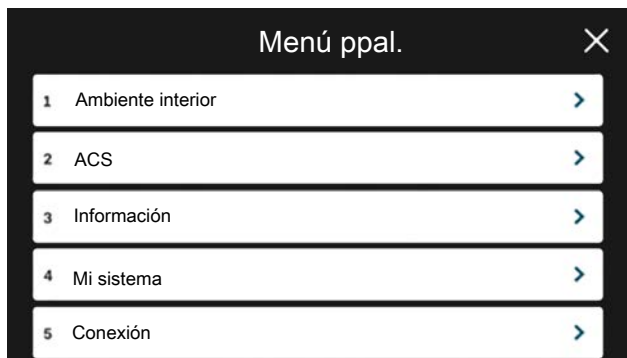 Menú ppal.
1 Ambiente interior
2 ACS
3 Información
4 Mi sistema
5 Conexión